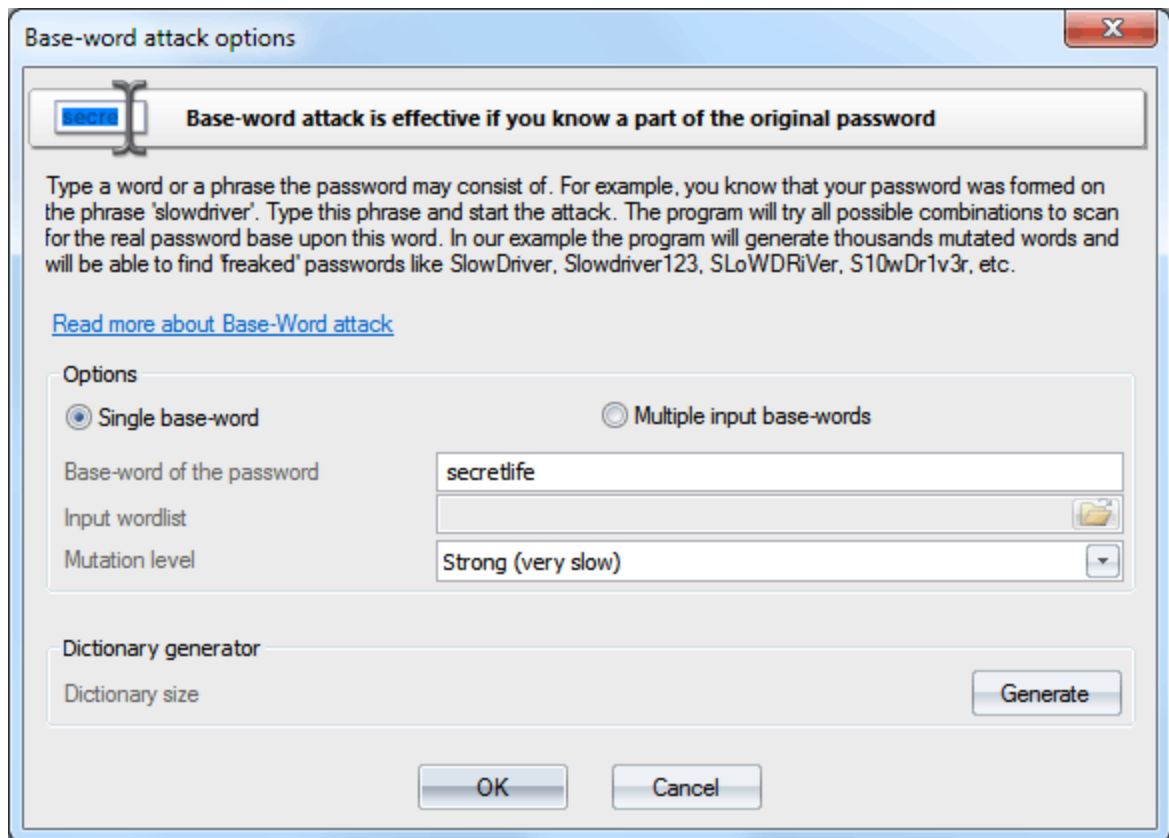 Base-word attack options
secre
Base-word attack is effective if you know a part of the original password
Type a word or a phrase the password may consist of. For example, you know that your password was formed on
the phrase 'slowdriver'. Type this phrase and start the attack. The program will try all possible combinations to scan
for the real password base upon this word. In our example the program will generate thousands mutated words and
will be able to find 'freaked' passwords like SlowDriver, Slowdriver123, SLoWDRiVer, S10wDr1v3r, etc.
Read more about Base-Word attack
Options
Single base-word
Multiple input base-words
Base-word of the password
secretlife
Input wordlist
Mutation level
Strong (very slow)
Dictionary generator
Dictionary size
Generate
OK
Cancel